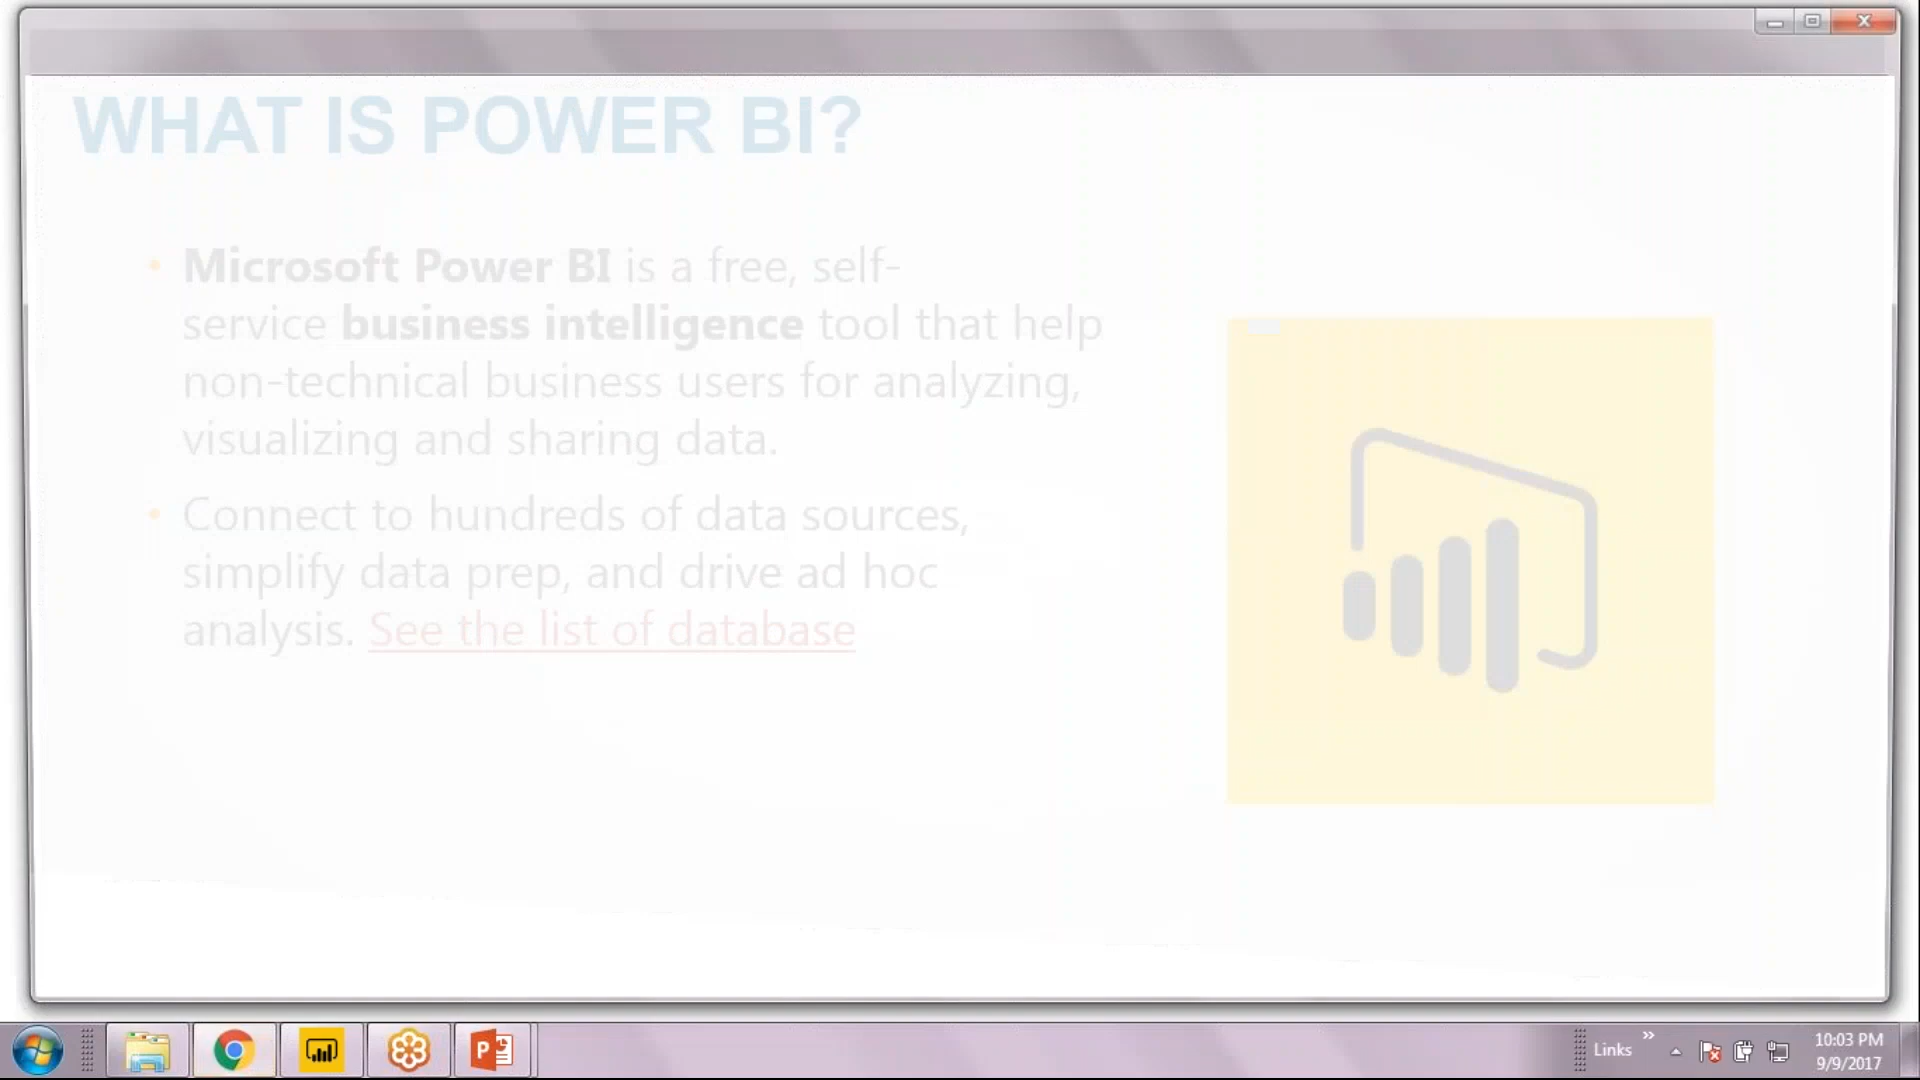 WHAT IS POWER BI?
• Microsoft Power BI is a free, self-
service business intelligence tool that help
non-technical business users for analyzing,
visualizing and sharing data.
• Connect to hundreds of data sources,
simplify data prep, and drive ad hoc
analysis. See the list of database
Links
10:03 PM
9/9/2017